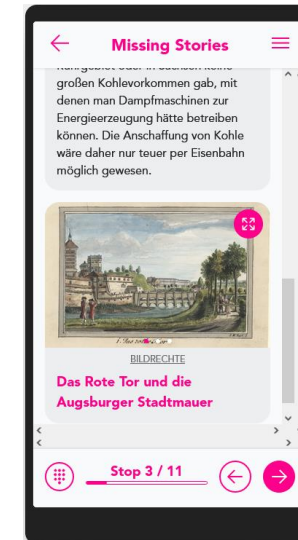 Missing Stories
Ruhrgebiet oder in Sachsen keine
großen Kohlevorkommen gab, mit
denen man Dampfmaschinen zur
Energieerzeugung hätte betreiben
können. Die Anschaffung von Kohle
wäre daher nur teuer per Eisenbahn
möglich gewesen.
BILDRECHTE
Das Rote Tor und die
Augsburger Stadtmauer
Stop 3 / 11